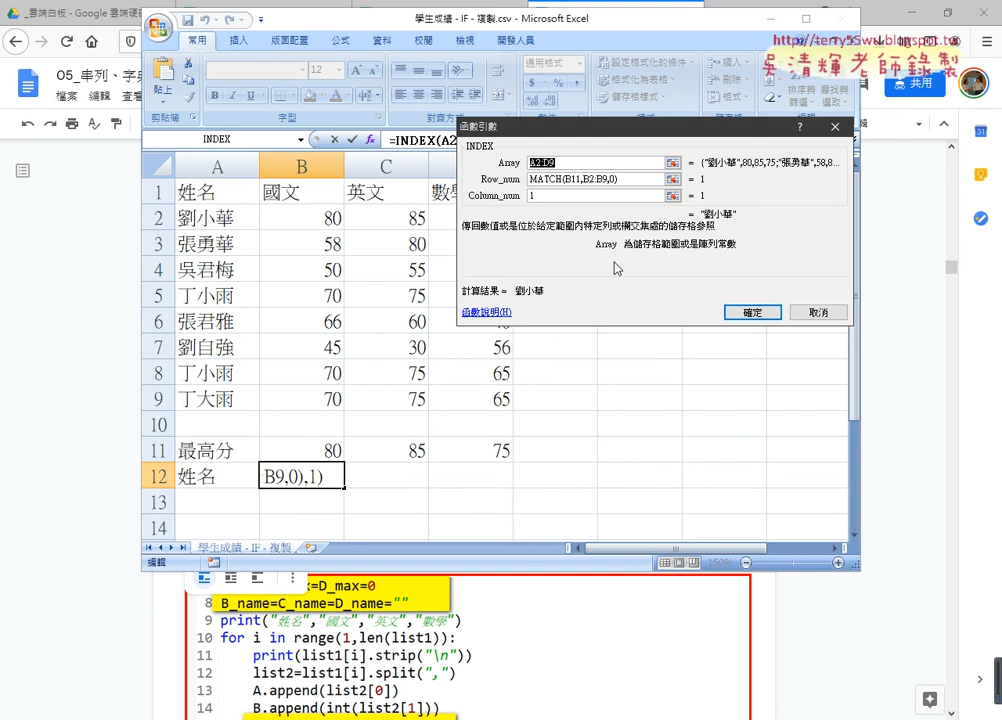 _雲端白板 - Google 雲端硬
學生成績 - IF - 複製.csv - Microsoft Excel
http://terry55wu.blogspot.tw
吳清輝老師錄製
常用 插入 版面配置 公式 資料 校閱 檢視 開發人員
05_串列、字典
檔案 編輯 查看
共用
貼上
剪貼簿
12
字型
對齊方式
通用格式
數值
設定格式化的條件
格式化為表格
儲存格樣式
插入
刪除
格式
排序與篩選
尋找與選取
INDEX
=INDEX(A2
函數引數
INDEX
Array A2:D9 = {"劉小華",80,85,75;"張勇華",58,8...
Row_num MATCH(B11,B2:B9,0) = 1
Column_num 1 = 1
= "劉小華"
傳回數值或是位於給定範圍內特定列或欄交集處的儲存格參照
Array 為儲存格範圍或是陣列常數
計算結果 = 劉小華
函數說明(H)
確定 取消
A B C
1 姓名 國文 英文 數學
2 劉小華 80 85
3 張勇華 58 80
4 吳君梅 50 55
5 丁小雨 70 75
6 張君雅 66 60
7 劉自強 45 30 56
8 丁小雨 70 75 65
9 丁大雨 70 75 65
10
11 最高分 80 85 75
12 姓名 B9,0),1)
13
14
學生成績 - IF - 複製
編輯
150%
x=D_max=0
8 B_name=C_name=D_name=""
9 print("姓名","國文","英文","數學")
10 for i in range(1,len(list1)):
11 print(list1[i].strip("\n"))
12 list2=list1[i].split(",")
13 A.append(list2[0])
14 B.append(int(list2[1]))